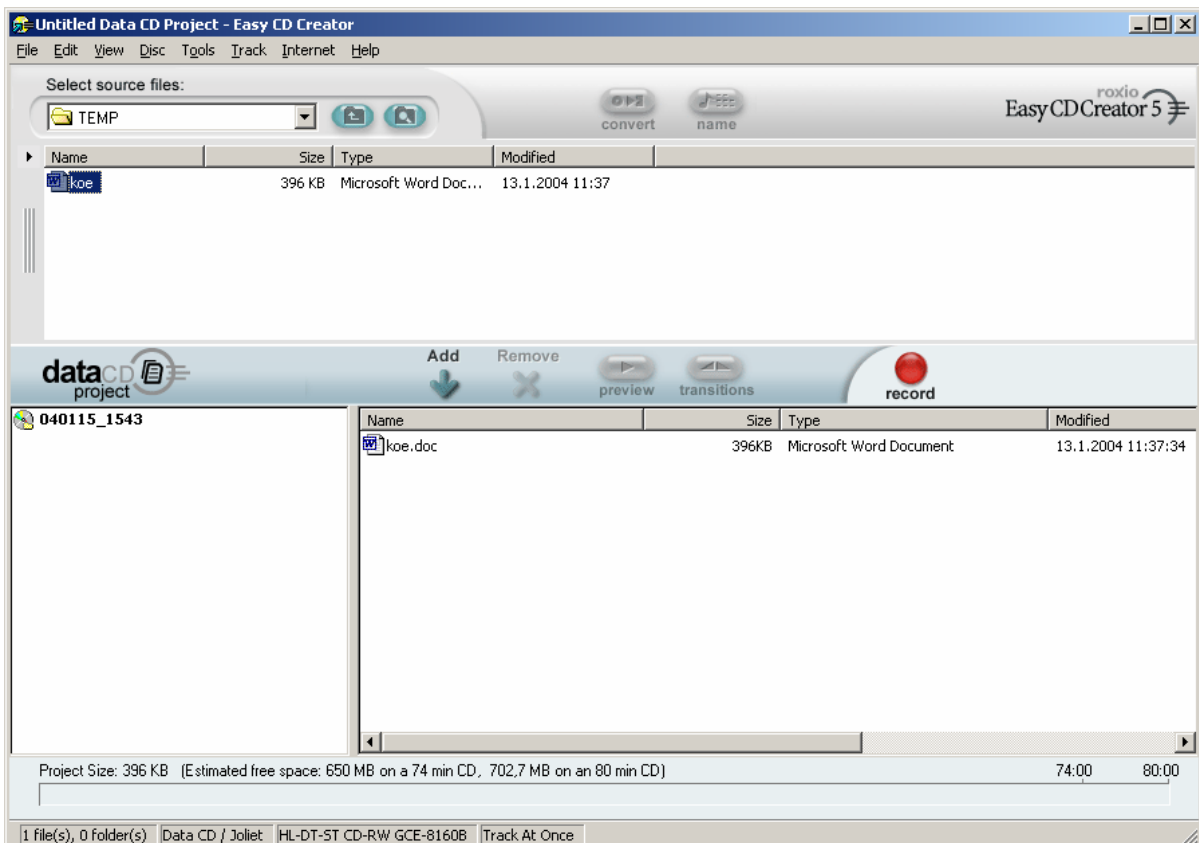 Untitled Data CD Project - Easy CD Creator
File Edit View Disc Tools Track Internet Help
Select source files:
TEMP
convert name
roxio
Easy CD Creator 5
Name Size Type Modified
koe 396 KB Microsoft Word Doc... 13.1.2004 11:37
Add Remove
datacD
project
preview transitions record
040115_1543
Name Size Type Modified
koe.doc 396KB Microsoft Word Document 13.1.2004 11:37:34
Project Size: 396 KB (Estimated free space: 650 MB on a 74 min CD, 702,7 MB on an 80 min CD) 74:00 80:00
1 file(s), 0 folder(s) Data CD / Joliet HL-DT-ST CD-RW GCE-8160B Track At Once